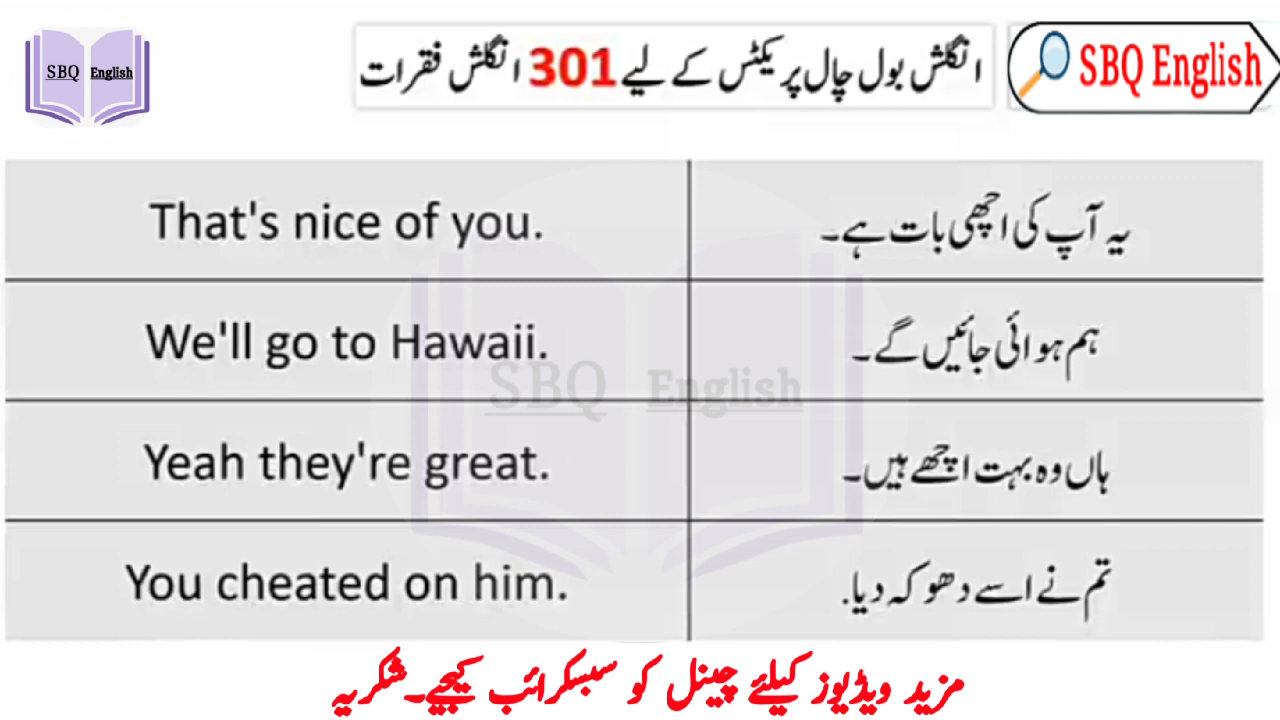 SBQ English
انگلش بول چال پریکٹس کے لیے 301 انگلش فقرات
SBQ English
That's nice of you.
یہ آپ کی اچھی بات ہے۔
We'll go to Hawaii.
ہم ہوائی جائیں گے۔
SBQ English
Yeah they're great.
ہاں وہ بہت اچھے ہیں۔
You cheated on him.
تم نے اسے دھوکہ دیا.
مزید ویڈیوز کیلئے چینل کو سبسکرائب کیجیے۔شکریہ